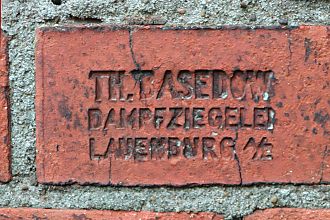 TH. BASEDOW
DAMPFZIEGELEI
LAUENBURG A/E